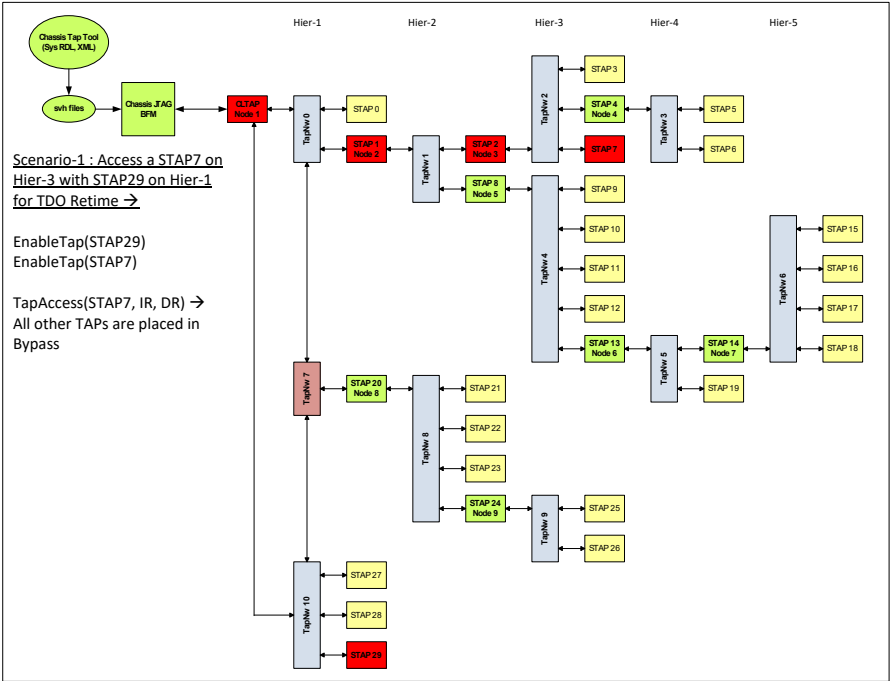 Hier-1
Hier-2
Hier-3
Hier-4
Hier-5
Chassis Tap Tool
(Sys RDL, XML)
svh files
Chassis JTAG
BFM
CLTAP
Node 1
TapNw 0
STAP 0
STAP 1
Node 2
TapNw 1
STAP 2
Node 3
STAP 8
Node 5
TapNw 2
STAP 3
STAP 4
Node 4
STAP 7
TapNw 3
STAP 5
STAP 6
Scenario-1 : Access a STAP7 on
Hier-3 with STAP29 on Hier-1
for TDO Retime →
EnableTap(STAP29)
EnableTap(STAP7)
TapAccess(STAP7, IR, DR) →
All other TAPs are placed in
Bypass
TapNw 4
STAP 9
STAP 10
STAP 11
STAP 12
STAP 13
Node 6
TapNw 5
STAP 14
Node 7
STAP 19
TapNw 6
STAP 15
STAP 16
STAP 17
STAP 18
TapNw 7
STAP 20
Node 8
TapNw 8
STAP 21
STAP 22
STAP 23
STAP 24
Node 9
TapNw 9
STAP 25
STAP 26
TapNw 10
STAP 27
STAP 28
STAP 29